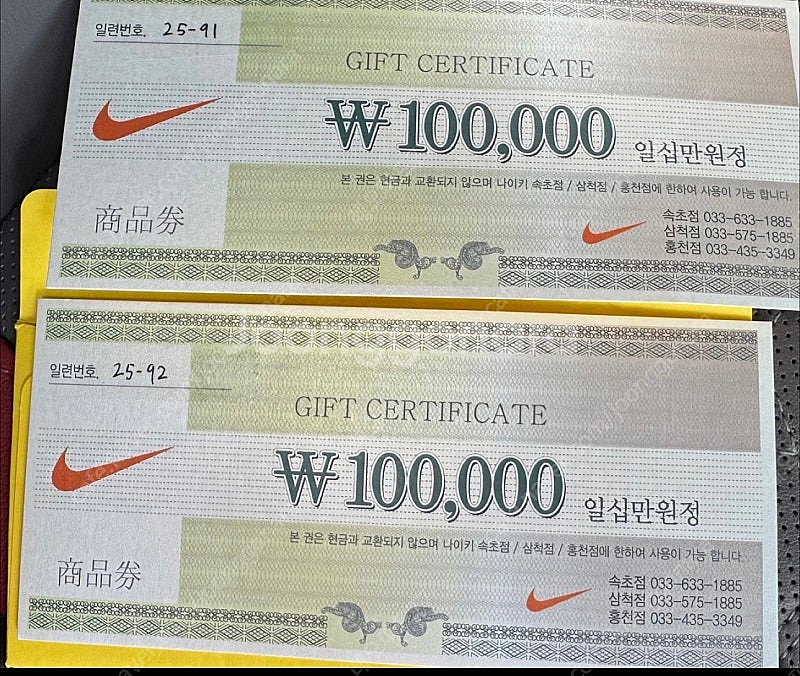 일련번호. 25-91
GIFT CERTIFICATE
₩100,000 일십만원정
본 권은 현금과 교환되지 않으며 나이키 속초점 / 삼척점 / 홍천점에 한하여 사용이 가능 합니다.
商品券
속초점 033-633-1885
삼척점 033-575-1885
홍천점 033-435-3349
일련번호. 25-92
GIFT CERTIFICATE
₩100,000 일십만원정
본 권은 현금과 교환되지 않으며 나이키 속초점 / 삼척점 / 홍천점에 한하여 사용이 가능 합니다.
商品券
속초점 033-633-1885
삼척점 033-575-1885
홍천점 033-435-3349